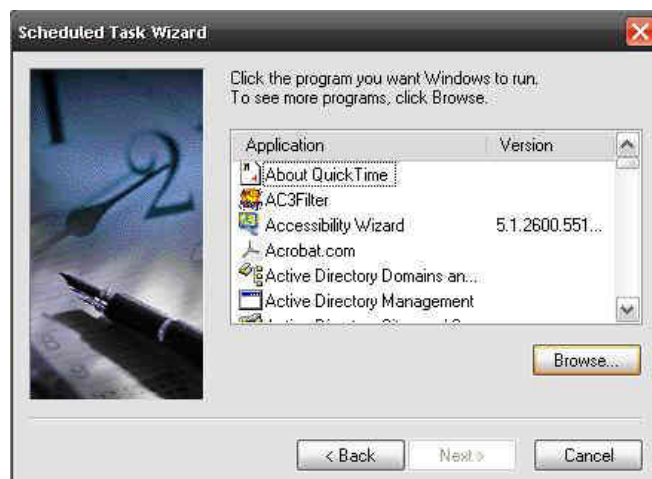 Scheduled Task Wizard
Click the program you want Windows to run.
To see more programs, click Browse.
Application Version
About QuickTime
AC3Filter
Accessibility Wizard 5.1.2600.551...
Acrobat.com
Active Directory Domains an...
Active Directory Management
Browse...
< Back Next > Cancel